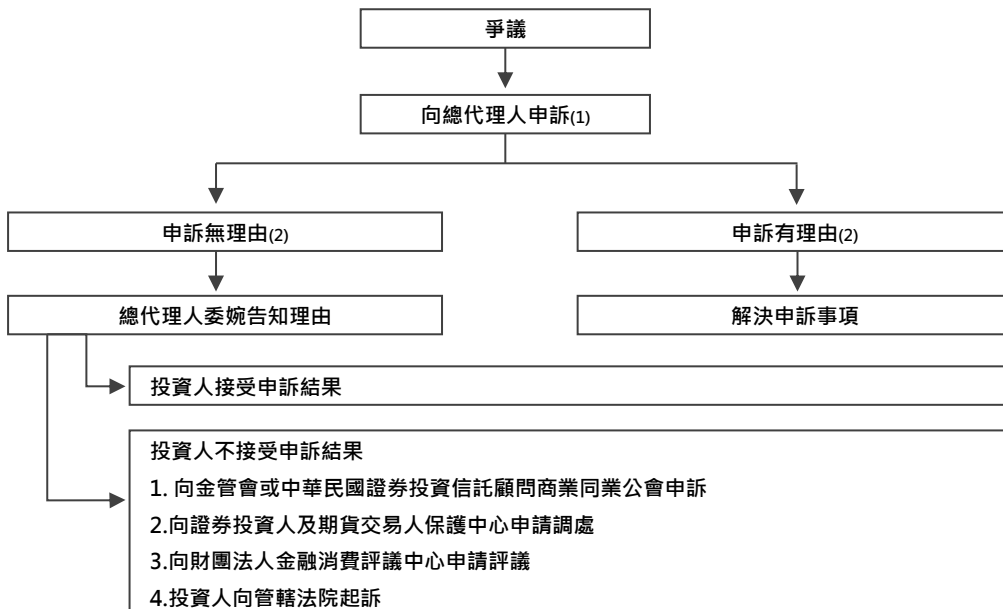 爭議
向總代理人申訴(1)
申訴無理由(2)
申訴有理由(2)
總代理人委婉告知理由
解決申訴事項
投資人接受申訴結果
投資人不接受申訴結果
1. 向金管會或中華民國證券投資信託顧問商業同業公會申訴
2.向證券投資人及期貨交易人保護中心申請調處
3.向財團法人金融消費評議中心申請評議
4.投資人向管轄法院起訴